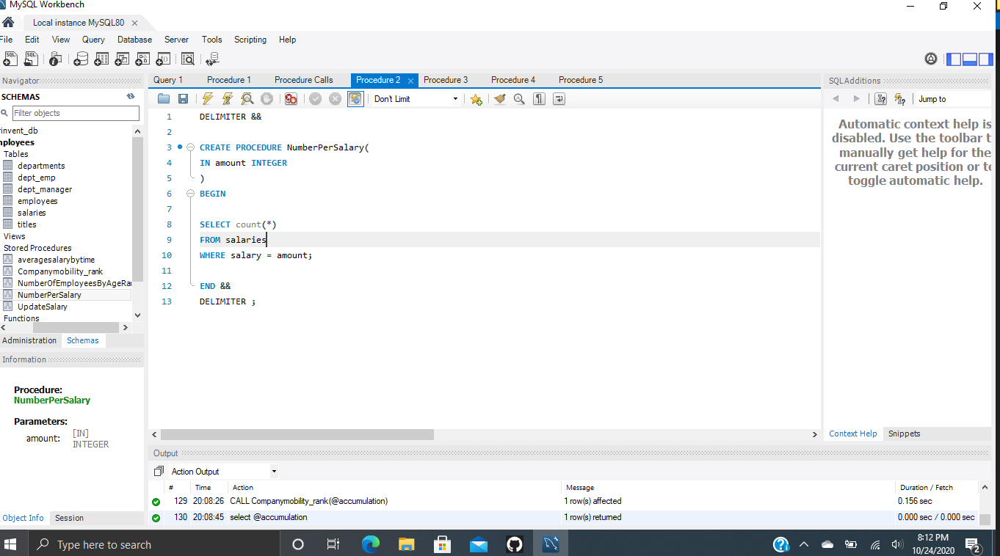 MySQL Workbench
Local instance MySQL80
File Edit View Query Database Server Tools Scripting Help
Navigator
SCHEMAS
Filter objects
rinvent_db
mployees
Tables
departments
dept_emp
dept_manager
employees
salaries
titles
Views
Stored Procedures
averagesalarybytime
Companymobility_rank
NumberOfEmployeesByAgeRa
NumberPerSalary
UpdateSalary
Functions
Administration Schemas
Information
Procedure:
NumberPerSalary
Parameters:
amount: [IN]
INTEGER
Object Info Session
Query 1 Procedure 1 Procedure Calls Procedure 2 Procedure 3 Procedure 4 Procedure 5
Don't Limit
1 DELIMITER &&
2
3 CREATE PROCEDURE NumberPerSalary(
4 IN amount INTEGER
5 )
6 BEGIN
7
8 SELECT count(*)
9 FROM salaries
10 WHERE salary = amount;
11
12 END &&
13 DELIMITER ;
SQLAdditions
Jump to
Automatic context help is
disabled. Use the toolbar t
manually get help for the
current caret position or to
toggle automatic help.
Context Help Snippets
Output
Action Output
# Time Action Message Duration / Fetch
129 20:08:26 CALL Companymobility_rank(@accumulation) 1 row(s) affected 0.156 sec
130 20:08:45 select @accumulation 1 row(s) returned 0.000 sec / 0.000 sec
Type here to search
8:12 PM
10/24/2020
2